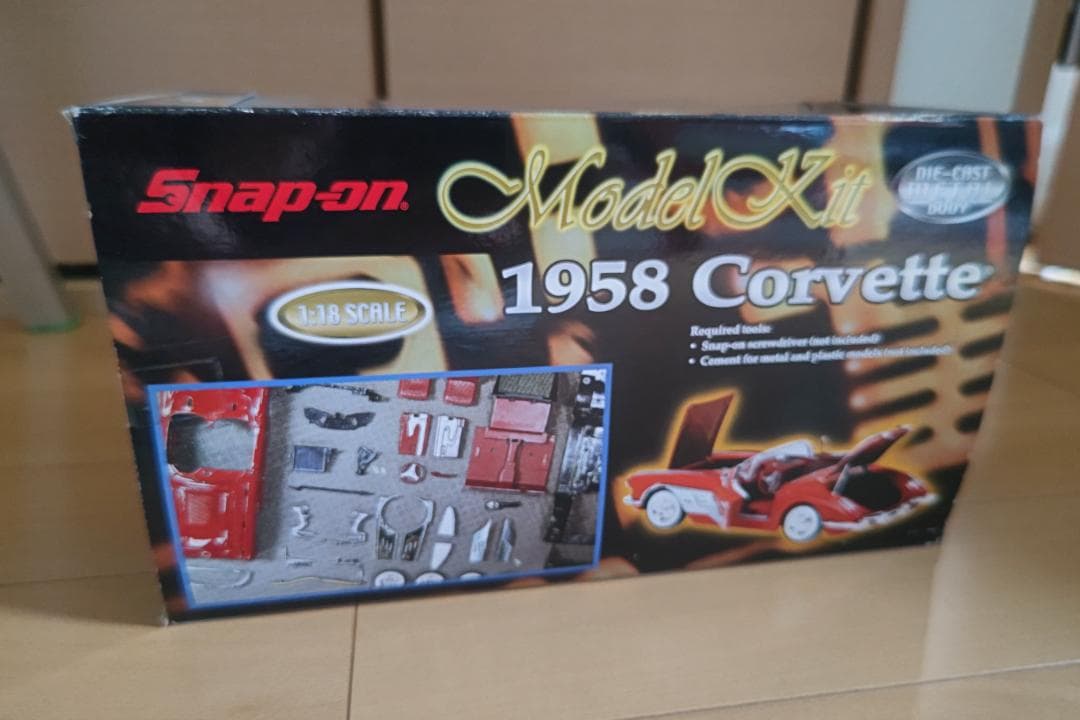 Snap-on®
Model Kit
DIE-CAST
METAL
BODY
1958 Corvette
1:18 SCALE
Required tools:
• Snap-on screwdriver (not included)
• Cement for metal and plastic models (not included)